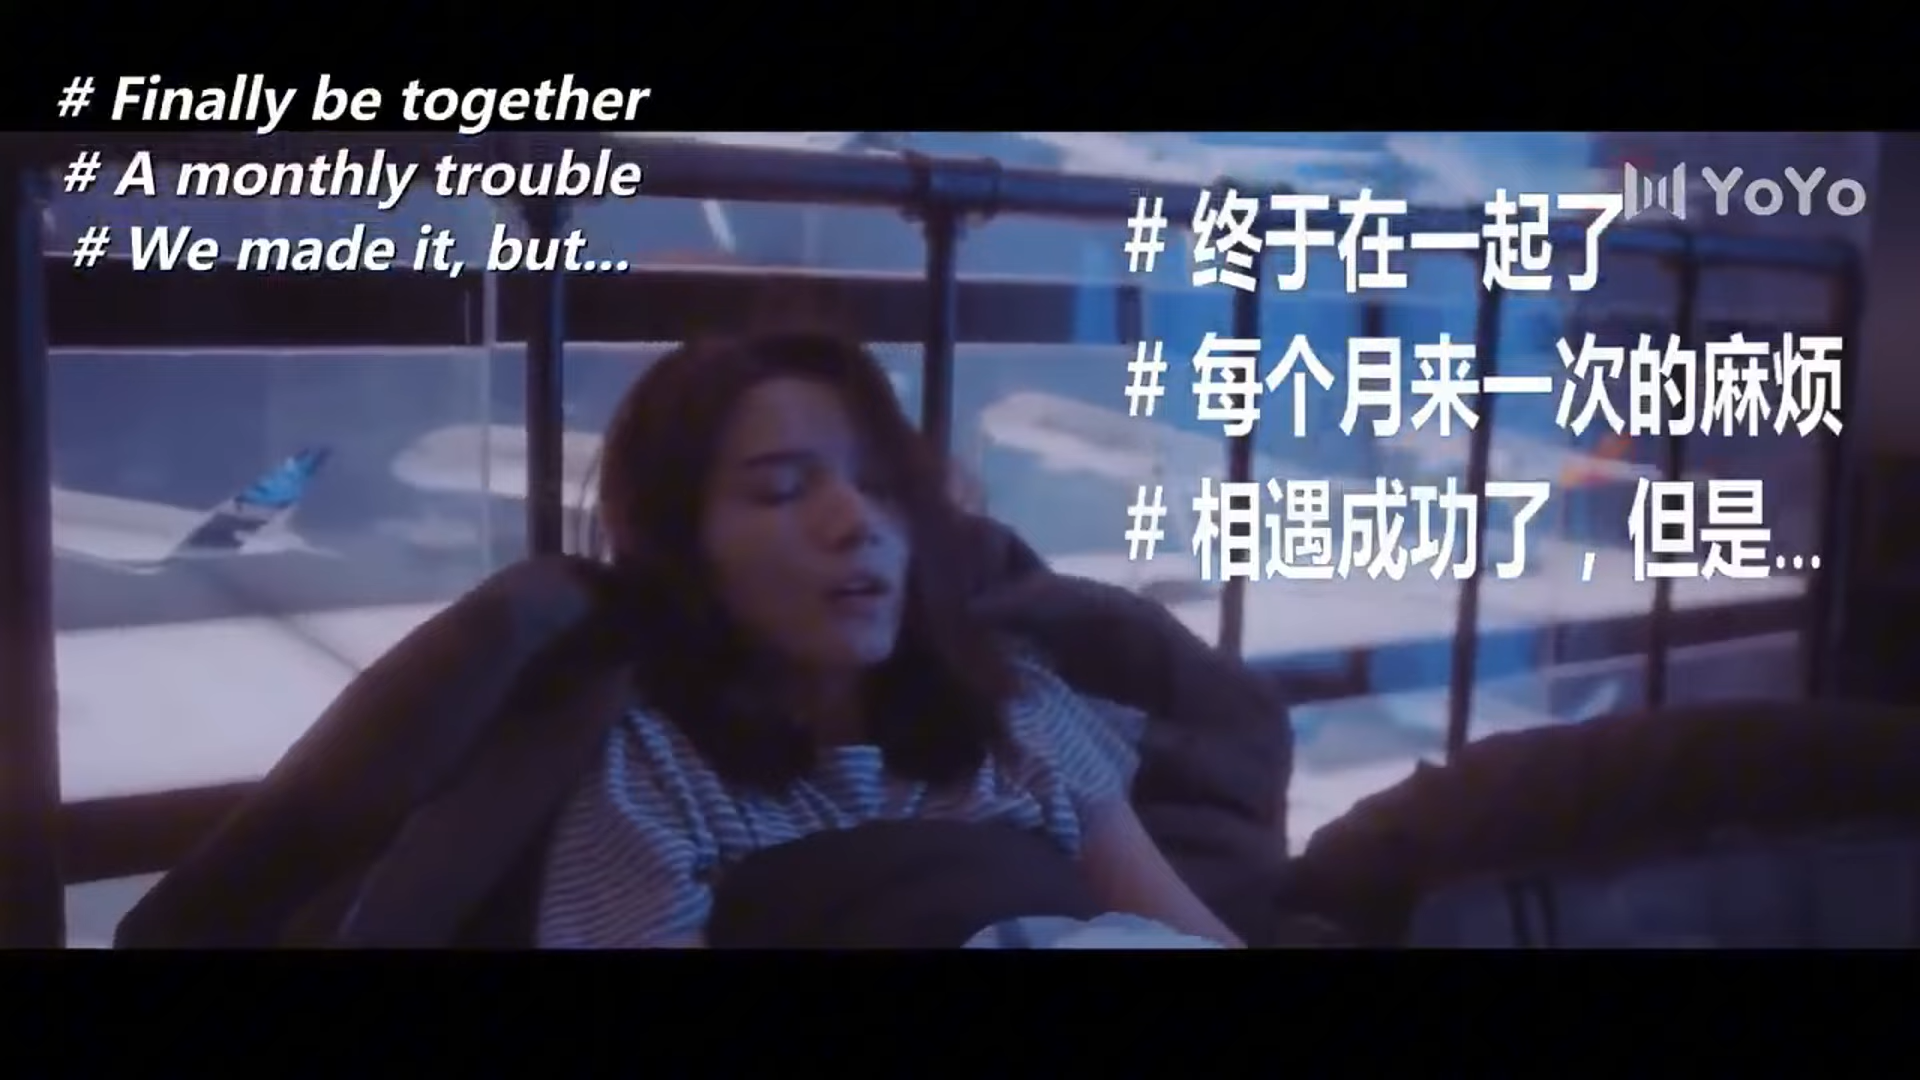 # Finally be together
# A monthly trouble
# We made it, but...
YoYo
# 终于在一起了
# 每个月来一次的麻烦
# 相遇成功了，但是...